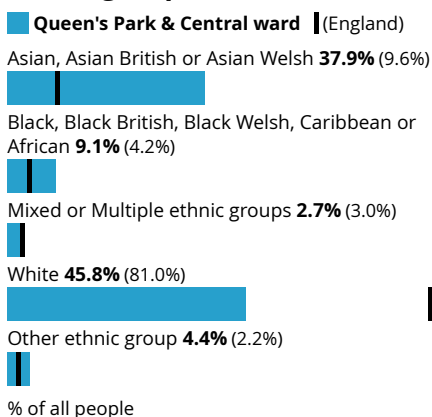 Queen's Park & Central ward (England)
Asian, Asian British or Asian Welsh 37.9% (9.6%)
Black, Black British, Black Welsh, Caribbean or
African 9.1% (4.2%)
Mixed or Multiple ethnic groups 2.7% (3.0%)
White 45.8% (81.0%)
Other ethnic group 4.4% (2.2%)
% of all people